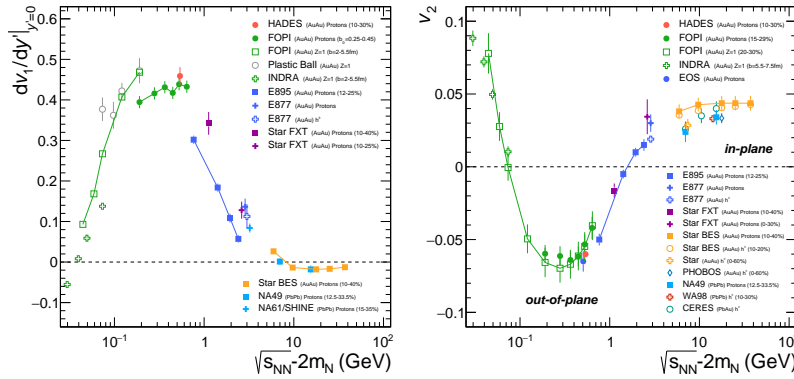 dv₁/dy'|y'=0
HADES (AuAu) Protons (10-30%)
FOPI (AuAu) Protons (b₀=0.25-0.45)
FOPI (AuAu) Z=1 (b=2-5.5fm)
Plastic Ball (AuAu) Z=1
INDRA (AuAu) Z=1 (b=2-5.5fm)
E895 (AuAu) Protons (12-25%)
E877 (AuAu) Protons
E877 (AuAu) h⁺
Star FXT (AuAu) Protons (10-40%)
Star FXT (AuAu) Protons (10-25%)
0.6
0.5
0.4
0.3
0.2
0.1
0
−0.1
Star BES (AuAu) Protons (10-40%)
NA49 (PbPb) Protons (12.5-33.5%)
NA61/SHINE (PbPb) Protons (15-35%)
10⁻¹ 1 10 10²
√sNN-2mN (GeV)
v₂
HADES (AuAu) Protons (10-30%)
FOPI (AuAu) Protons (15-29%)
FOPI (AuAu) Z=1 (20-30%)
INDRA (AuAu) Z=1 (b=5.5-7.5fm)
EOS (AuAu) Protons
0.1
0.05
0
−0.05
−0.1
in-plane
out-of-plane
E895 (AuAu) Protons (12-25%)
E877 (AuAu) Protons
E877 (AuAu) h⁺
Star FXT (AuAu) Protons (10-40%)
Star FXT (AuAu) Protons (0-30%)
Star BES (AuAu) Protons (10-40%)
Star BES (AuAu) h⁺ (10-20%)
Star (AuAu) h⁺ (0-60%)
PHOBOS (AuAu) h⁺ (0-60%)
NA49 (PbPb) Protons (12.5-33.5%)
WA98 (PbPb) h⁺ (10-30%)
CERES (PbAu) h⁺
10⁻¹ 1 10
√sNN-2mN (GeV)